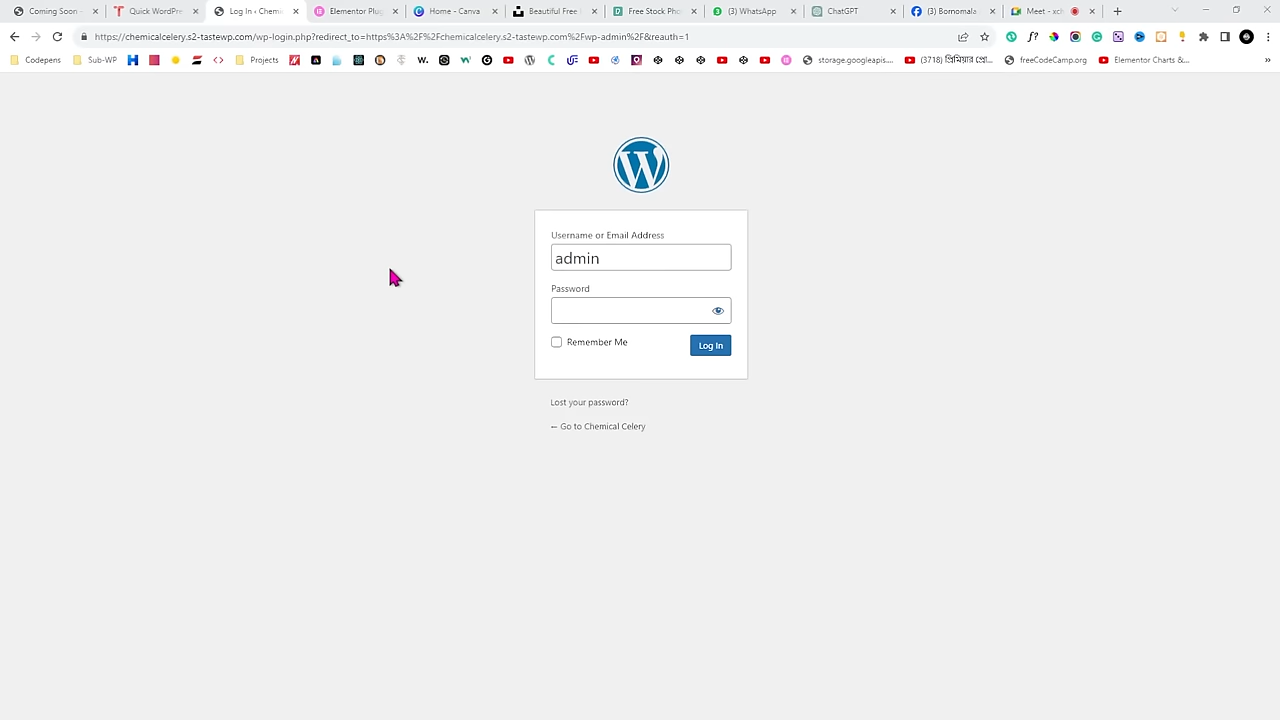 Coming Soon
Quick WordPre
Log In ‹ Chemi
Elementor Plug
Home - Canva
Beautiful Free
Free Stock Pho
(3) WhatsApp
ChatGPT
(3) Bornomala
Meet - xcl
https://chemicalcelery.s2-tastewp.com/wp-login.php?redirect_to=https%3A%2F%2Fchemicalcelery.s2-tastewp.com%2Fwp-admin%2F&reauth=1
Codepens
Sub-WP
Projects
storage.googleapis....
(3718) প্রিমিয়ার প্রো...
freeCodeCamp.org
Elementor Charts &...
Username or Email Address
admin
Password
Remember Me
Log In
Lost your password?
← Go to Chemical Celery